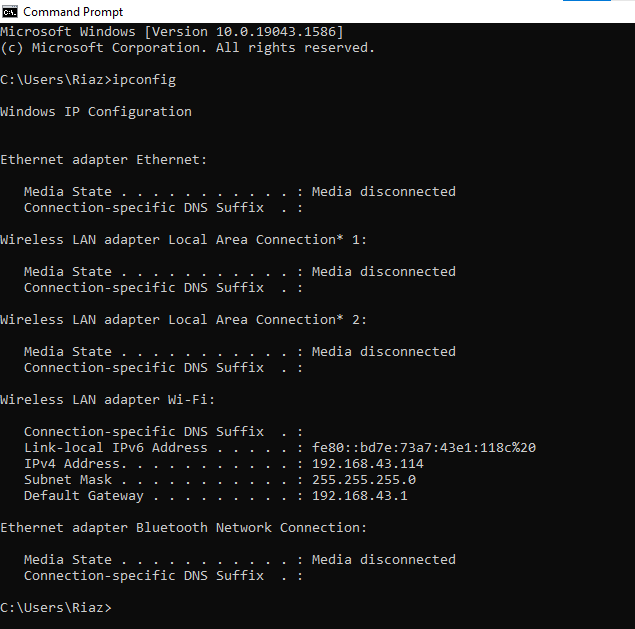 Command Prompt
Microsoft Windows [Version 10.0.19043.1586]
(c) Microsoft Corporation. All rights reserved.
C:\Users\Riaz>ipconfig
Windows IP Configuration
Ethernet adapter Ethernet:
   Media State . . . . . . . . . . . : Media disconnected
   Connection-specific DNS Suffix  . :
Wireless LAN adapter Local Area Connection* 1:
   Media State . . . . . . . . . . . : Media disconnected
   Connection-specific DNS Suffix  . :
Wireless LAN adapter Local Area Connection* 2:
   Media State . . . . . . . . . . . : Media disconnected
   Connection-specific DNS Suffix  . :
Wireless LAN adapter Wi-Fi:
   Connection-specific DNS Suffix  . :
   Link-local IPv6 Address . . . . . : fe80::bd7e:73a7:43e1:118c%20
   IPv4 Address. . . . . . . . . . . : 192.168.43.114
   Subnet Mask . . . . . . . . . . . : 255.255.255.0
   Default Gateway . . . . . . . . . : 192.168.43.1
Ethernet adapter Bluetooth Network Connection:
   Media State . . . . . . . . . . . : Media disconnected
   Connection-specific DNS Suffix  . :
C:\Users\Riaz>